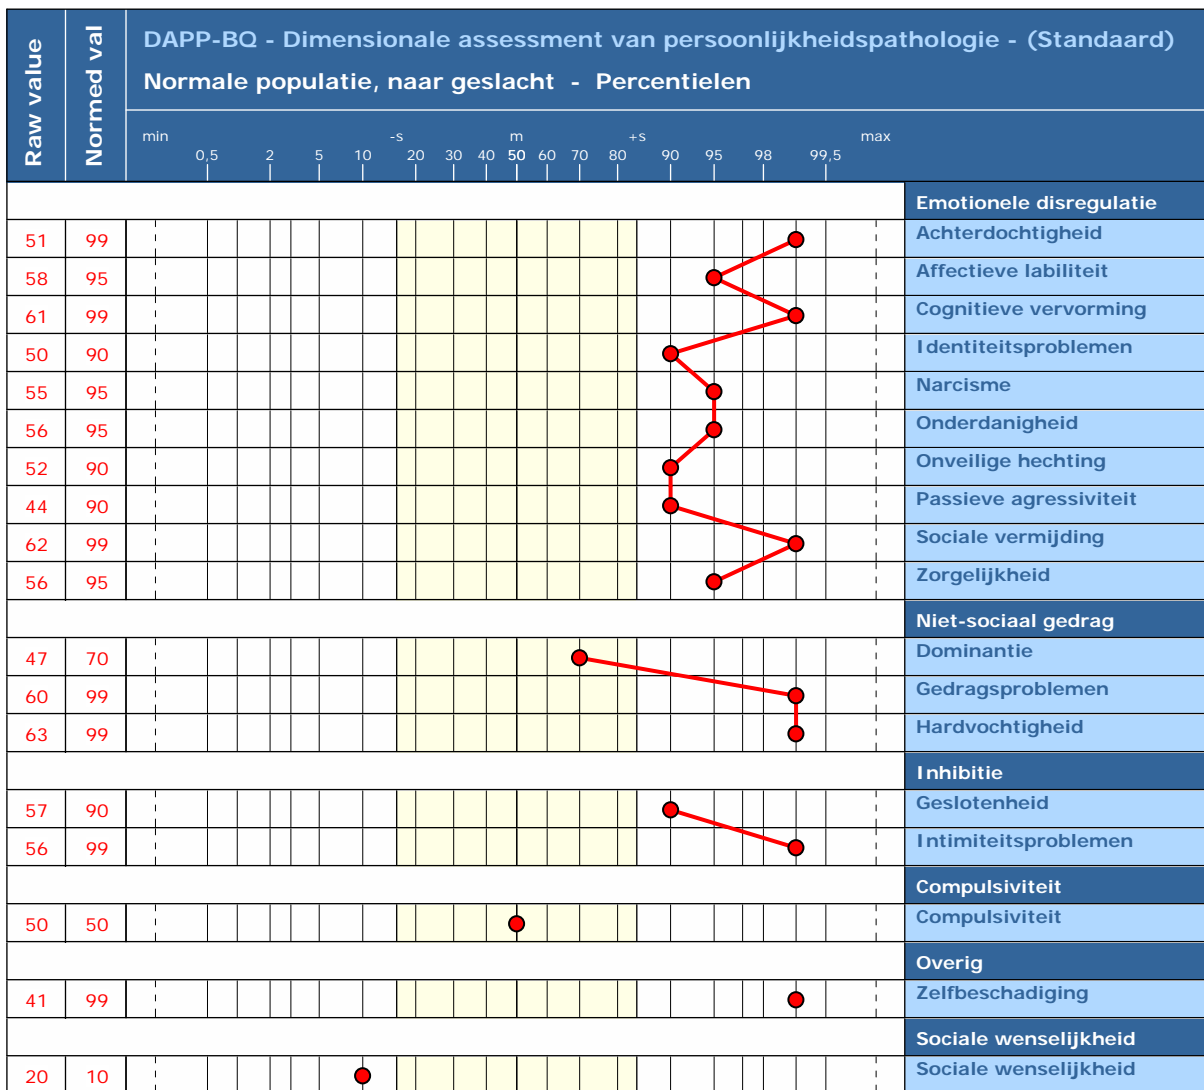 Raw value
Normed val
DAPP-BQ - Dimensionale assessment van persoonlijkheidspathologie - (Standaard)
Normale populatie, naar geslacht - Percentielen
min -s m +s max
0,5 2 5 10 20 30 40 50 60 70 80 90 95 98 99,5
Emotionele disregulatie
51 99 Achterdochtigheid
58 95 Affectieve labiliteit
61 99 Cognitieve vervorming
50 90 Identiteitsproblemen
55 95 Narcisme
56 95 Onderdanigheid
52 90 Onveilige hechting
44 90 Passieve agressiviteit
62 99 Sociale vermijding
56 95 Zorgelijkheid
Niet-sociaal gedrag
47 70 Dominantie
60 99 Gedragsproblemen
63 99 Hardvochtigheid
Inhibitie
57 90 Geslotenheid
56 99 Intimiteitsproblemen
Compulsiviteit
50 50 Compulsiviteit
Overig
41 99 Zelfbeschadiging
Sociale wenselijkheid
20 10 Sociale wenselijkheid